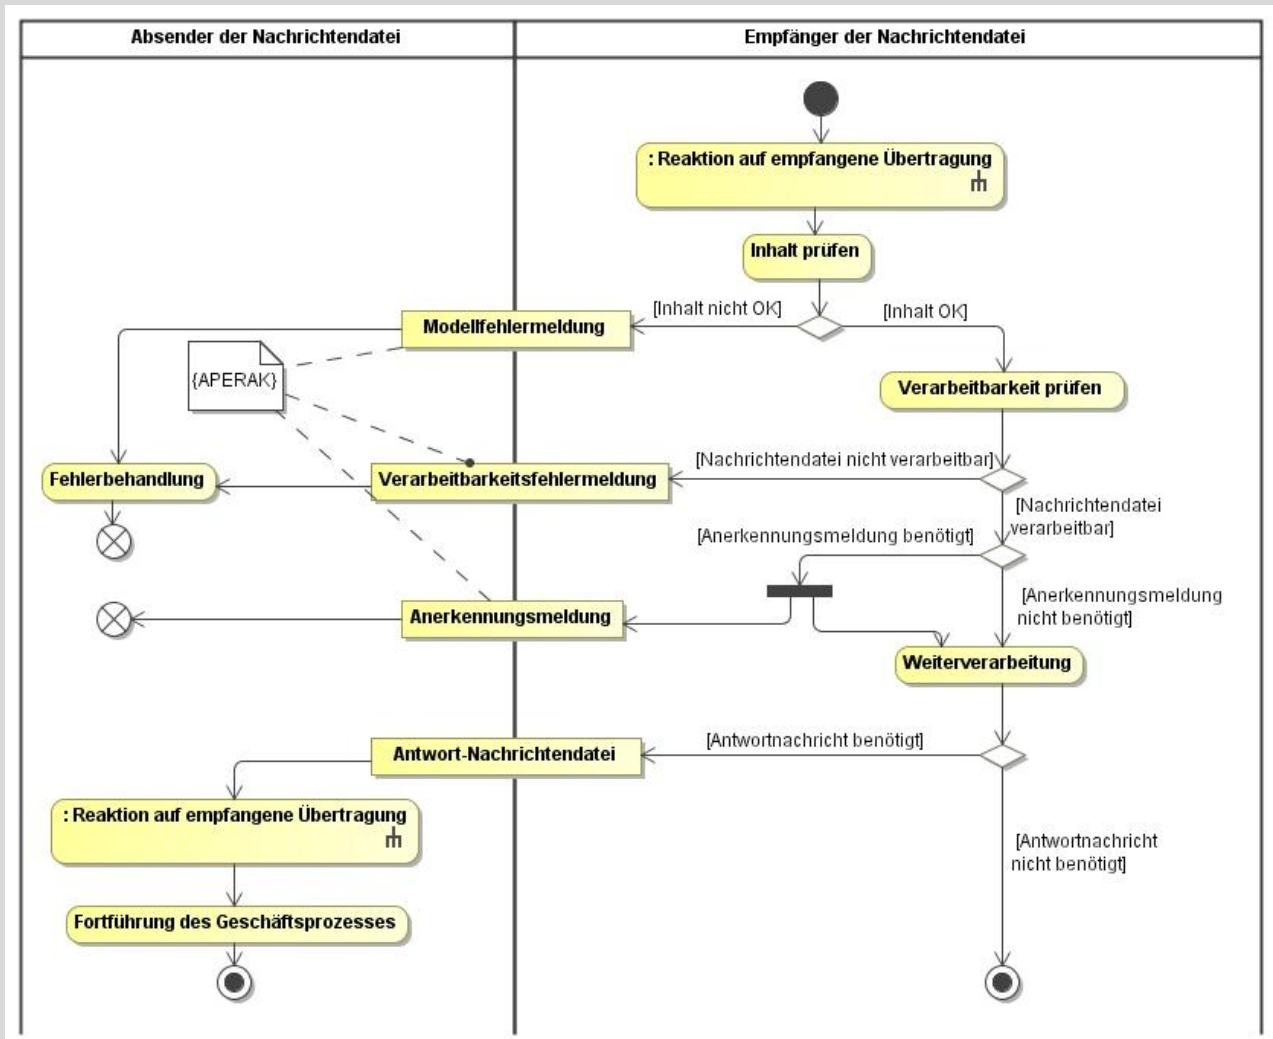 Absender der Nachrichtendatei
Empfänger der Nachrichtendatei
: Reaktion auf empfangene Übertragung
Inhalt prüfen
[Inhalt nicht OK]
[Inhalt OK]
Modellfehlermeldung
{APERAK}
Verarbeitbarkeit prüfen
[Nachrichtendatei nicht verarbeitbar]
Fehlerbehandlung
Verarbeitbarkeitsfehlermeldung
[Nachrichtendatei
verarbeitbar]
[Anerkennungsmeldung benötigt]
[Anerkennungsmeldung
nicht benötigt]
Anerkennungsmeldung
Weiterverarbeitung
[Antwortnachricht benötigt]
Antwort-Nachrichtendatei
: Reaktion auf empfangene Übertragung
[Antwortnachricht
nicht benötigt]
Fortführung des Geschäftsprozesses